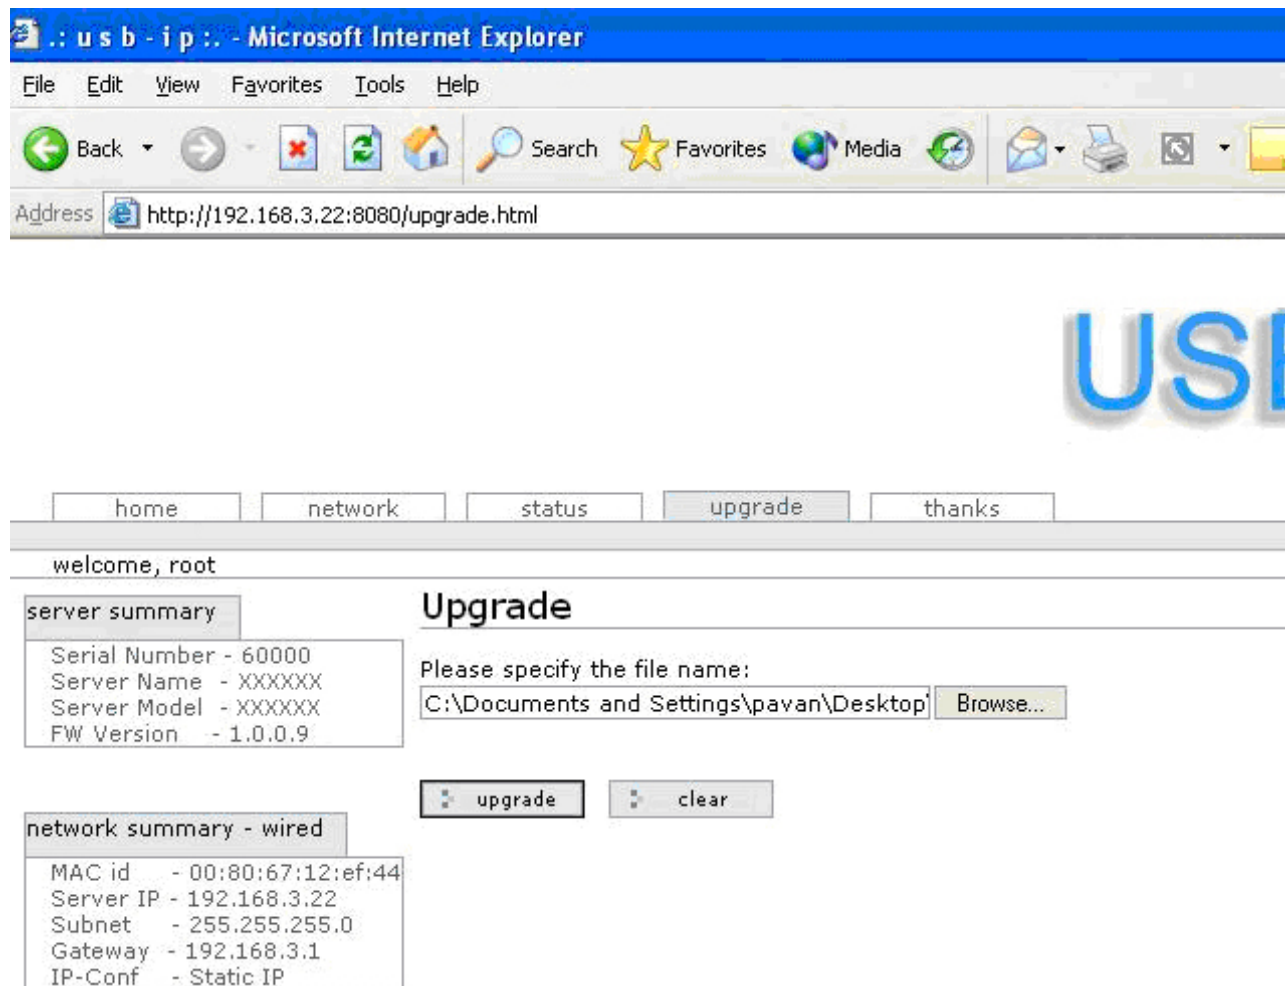 .: u s b - i p :. - Microsoft Internet Explorer
File Edit View Favorites Tools Help
Back Search Favorites Media
Address http://192.168.3.22:8080/upgrade.html
USB
home network status upgrade thanks
welcome, root
server summary
Serial Number - 60000
Server Name - XXXXXX
Server Model - XXXXXX
FW Version - 1.0.0.9
Upgrade
Please specify the file name:
C:\Documents and Settings\pavan\Desktop\ Browse...
upgrade clear
network summary - wired
MAC id - 00:80:67:12:ef:44
Server IP - 192.168.3.22
Subnet - 255.255.255.0
Gateway - 192.168.3.1
IP-Conf - Static IP